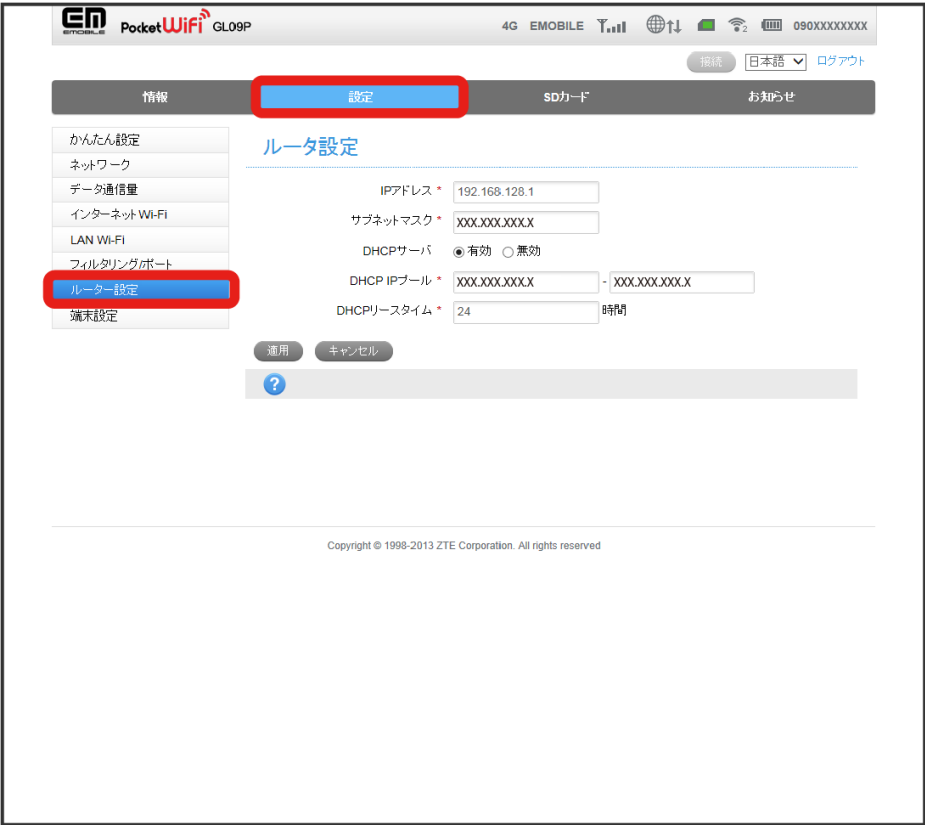 EM EMOBILE Pocket WiFi GL09P 4G EMOBILE 2 090XXXXXXXX
接続 日本語 ログアウト
情報 設定 SDカード お知らせ
かんたん設定
ネットワーク
データ通信量
インターネットWi-Fi
LAN Wi-Fi
フィルタリング/ポート
ルーター設定
端末設定
ルータ設定
IPアドレス * 192.168.128.1
サブネットマスク * XXX.XXX.XXX.X
DHCPサーバ 有効 無効
DHCP IPプール * XXX.XXX.XXX.X - XXX.XXX.XXX.X
DHCPリースタイム * 24 時間
適用 キャンセル
?
Copyright © 1998-2013 ZTE Corporation. All rights reserved